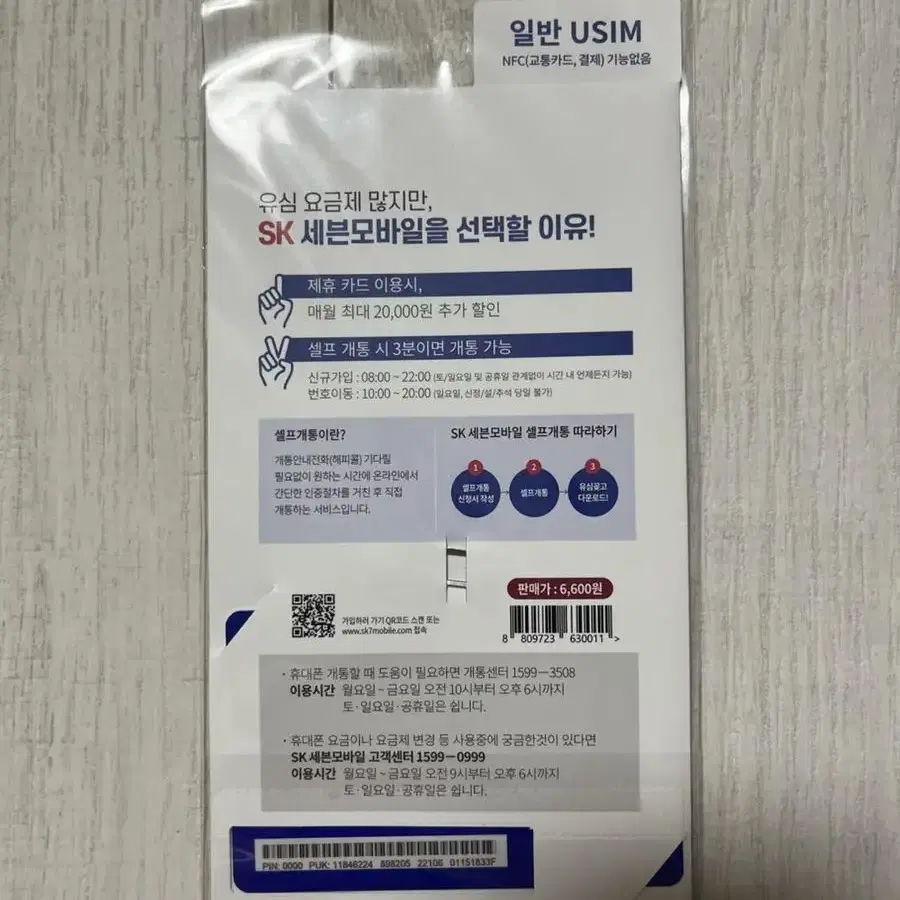 일반 USIM
NFC(교통카드, 결제) 기능없음
유심 요금제 많지만,
SK 세븐모바일을 선택할 이유!
제휴 카드 이용시,
매월 최대 20,000원 추가 할인
셀프 개통 시 3분이면 개통 가능
신규가입 : 08:00 ~ 22:00 (토/일요일 및 공휴일 관계없이 시간 내 언제든지 가능)
번호이동 : 10:00 ~ 20:00 (일요일, 신정/설/추석 당일 불가)
셀프개통이란?
개통안내전화(해피콜) 기다릴
필요없이 원하는 시간에 온라인에서
간단한 인증절차를 거친 후 직접
개통하는 서비스입니다.
SK 세븐모바일 셀프개통 따라하기
1
셀프개통
신청서 작성
2
셀프개통
3
유심꽂고
다운로드!
판매가 : 6,600원
가입하러 가기 QR코드 스캔 또는
www.sk7mobile.com 접속
8 809723 630011 >
· 휴대폰 개통할 때 도움이 필요하면 개통센터 1599-3508
이용시간 월요일 ~ 금요일 오전 10시부터 오후 6시까지
토·일요일·공휴일은 쉽니다.
· 휴대폰 요금이나 요금제 변경 등 사용중에 궁금한것이 있다면
SK 세븐모바일 고객센터 1599-0999
이용시간 월요일 ~ 금요일 오전 9시부터 오후 6시까지
토·일요일·공휴일은 쉽니다.
PIN: 0000 PUK: 11846224 898205 22106 01151833F